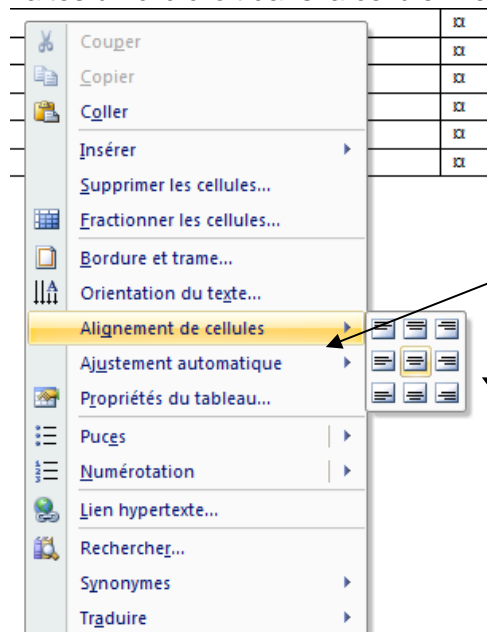 ¤
Couper
¤
Copier
¤
Coller
¤
Insérer
¤
¤
Supprimer les cellules...
Fractionner les cellules...
Bordure et trame...
Orientation du texte...
Alignement de cellules
Ajustement automatique
Propriétés du tableau...
Puces
Numérotation
Lien hypertexte...
Rechercher...
Synonymes
Traduire